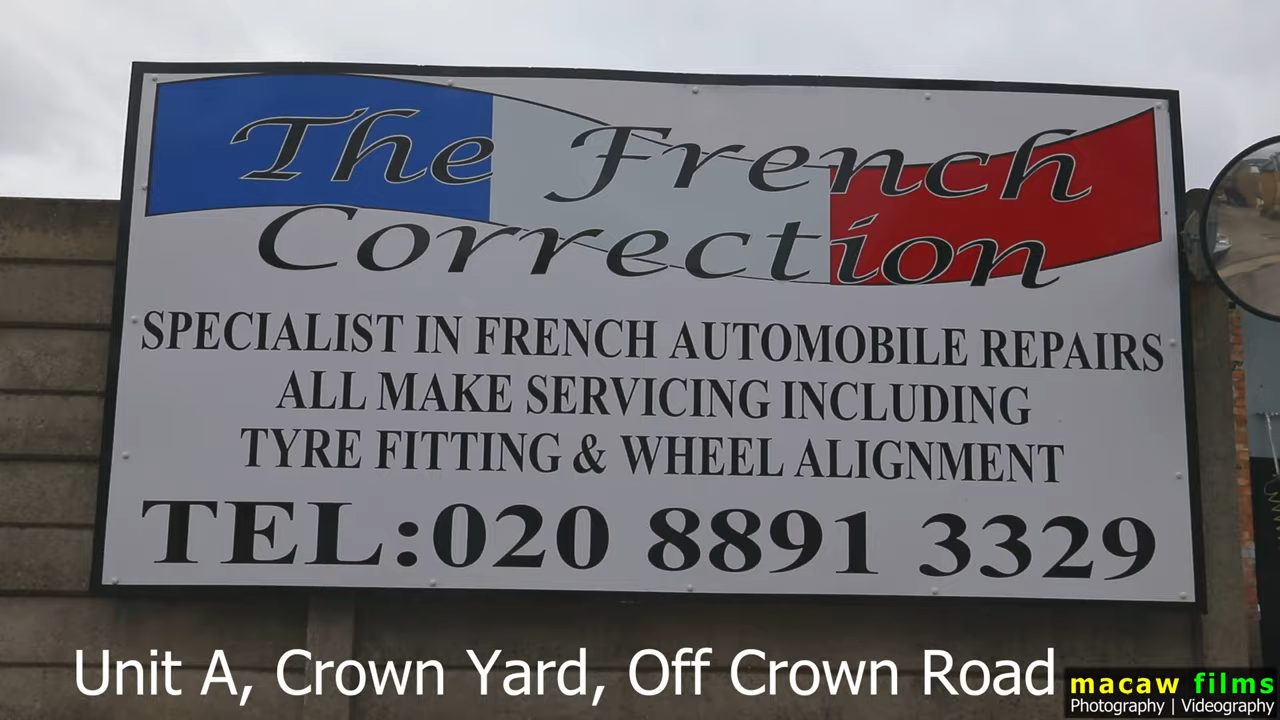 The French
Correction
SPECIALIST IN FRENCH AUTOMOBILE REPAIRS
ALL MAKE SERVICING INCLUDING
TYRE FITTING & WHEEL ALIGNMENT
TEL:020 8891 3329
Unit A, Crown Yard, Off Crown Road
macaw films
Photography | Videography